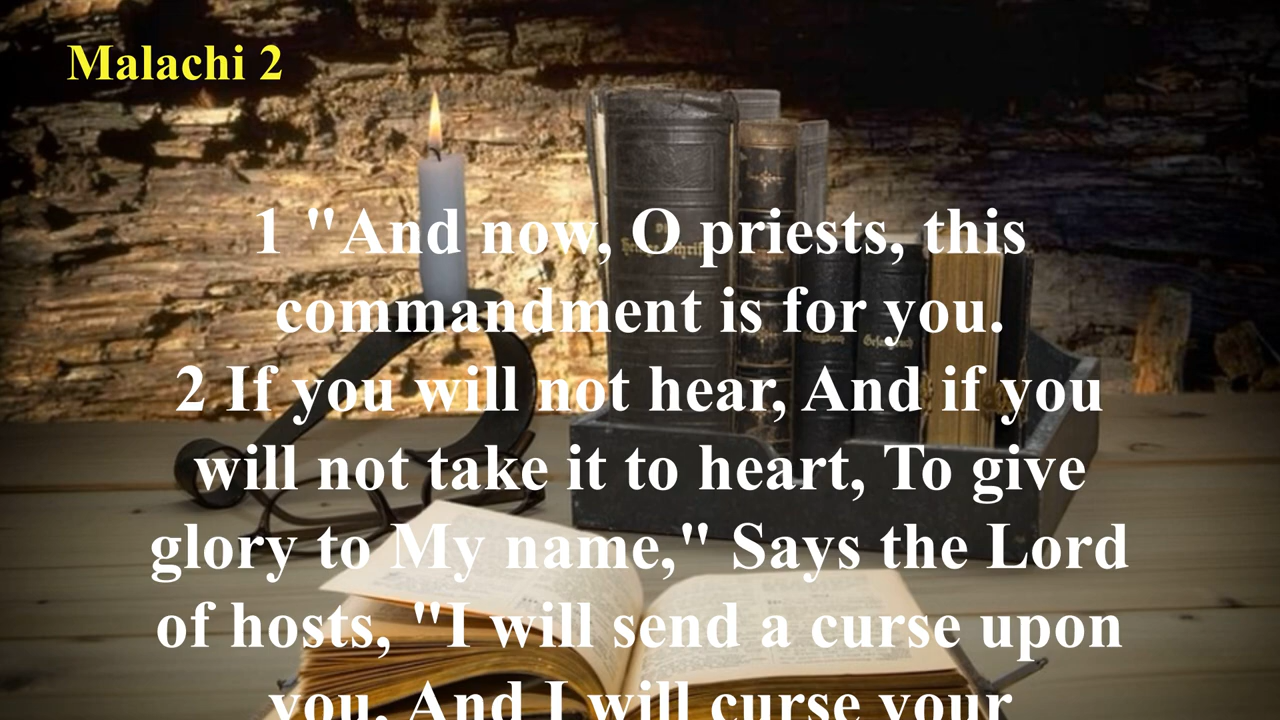 Malachi 2
1 "And now, O priests, this
commandment is for you.
2 If you will not hear, And if you
will not take it to heart, To give
glory to My name," Says the Lord
of hosts, "I will send a curse upon
you, And I will curse your
Gesangbuch